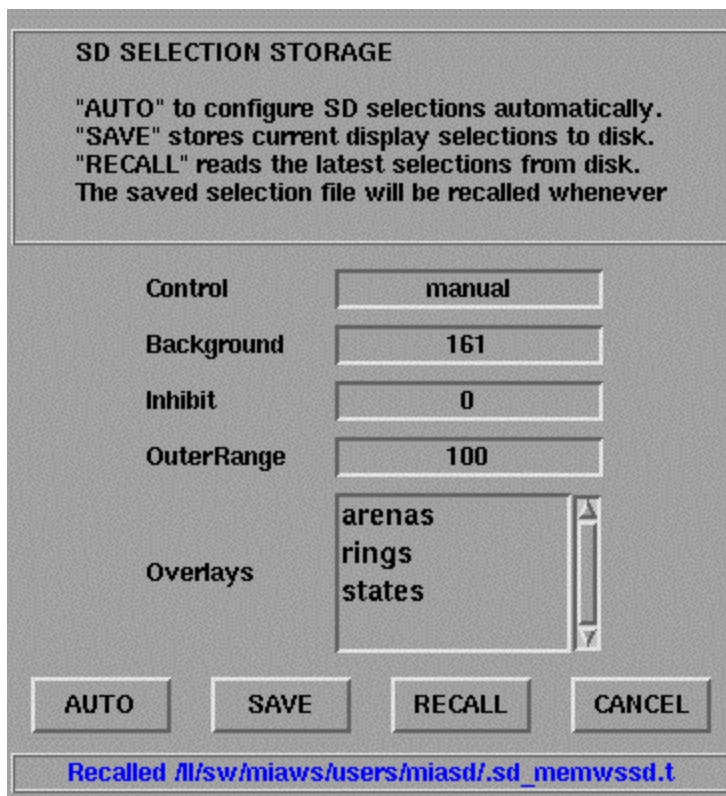 SD SELECTION STORAGE
"AUTO" to configure SD selections automatically.
"SAVE" stores current display selections to disk.
"RECALL" reads the latest selections from disk.
The saved selection file will be recalled whenever
Control manual
Background 161
Inhibit 0
OuterRange 100
Overlays
arenas
rings
states
AUTO SAVE RECALL CANCEL
Recalled /ll/sw/miaws/users/miasd/.sd_memwssd.t